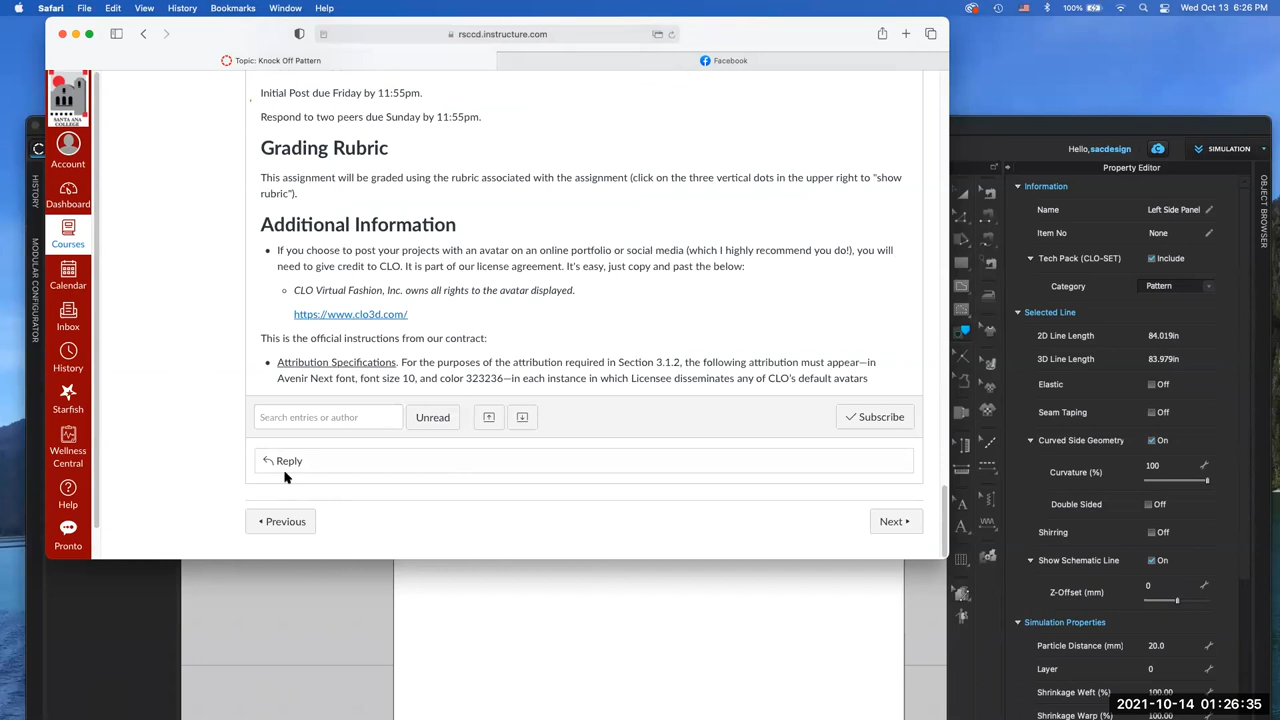 Safari File Edit View History Bookmarks Window Help
100% Wed Oct 13 6:26 PM
rsccd.instructure.com
Topic: Knock Off Pattern
Facebook
SANTA ANA
COLLEGE
Account
Dashboard
Courses
Calendar
Inbox
History
Starfish
Wellness
Central
Help
Pronto
HISTORY
MODULAR CONFIGURATOR
Initial Post due Friday by 11:55pm.
Respond to two peers due Sunday by 11:55pm.
Grading Rubric
This assignment will be graded using the rubric associated with the assignment (click on the three vertical dots in the upper right to "show
rubric").
Additional Information
If you choose to post your projects with an avatar on an online portfolio or social media (which I highly recommend you do!), you will
need to give credit to CLO. It is part of our license agreement. It's easy, just copy and past the below:
CLO Virtual Fashion, Inc. owns all rights to the avatar displayed.
https://www.clo3d.com/
This is the official instructions from our contract:
Attribution Specifications. For the purposes of the attribution required in Section 3.1.2, the following attribution must appear—in
Avenir Next font, font size 10, and color 323236—in each instance in which Licensee disseminates any of CLO's default avatars
Search entries or author
Unread
Subscribe
Reply
Previous
Next
Hello, sacdesign
SIMULATION
Property Editor
OBJECT BROWSER
Information
Name Left Side Panel
Item No None
Tech Pack (CLO-SET) Include
Category Pattern
Selected Line
2D Line Length 84.019in
3D Line Length 83.979in
Elastic Off
Seam Taping Off
Curved Side Geometry On
Curvature (%) 100
Double Sided Off
Shirring Off
Show Schematic Line On
Z-Offset (mm) 0
Simulation Properties
Particle Distance (mm) 20.0
Layer 0
Shrinkage Weft (%) 100.00
Shrinkage Warp (%) 100.00
2021-10-14 01:26:35